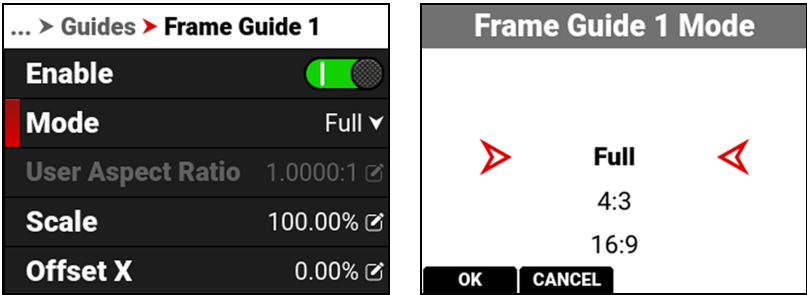 ... > Guides > Frame Guide 1
Enable
Mode Full
User Aspect Ratio 1.0000:1
Scale 100.00%
Offset X 0.00%
Frame Guide 1 Mode
Full
4:3
16:9
OK CANCEL